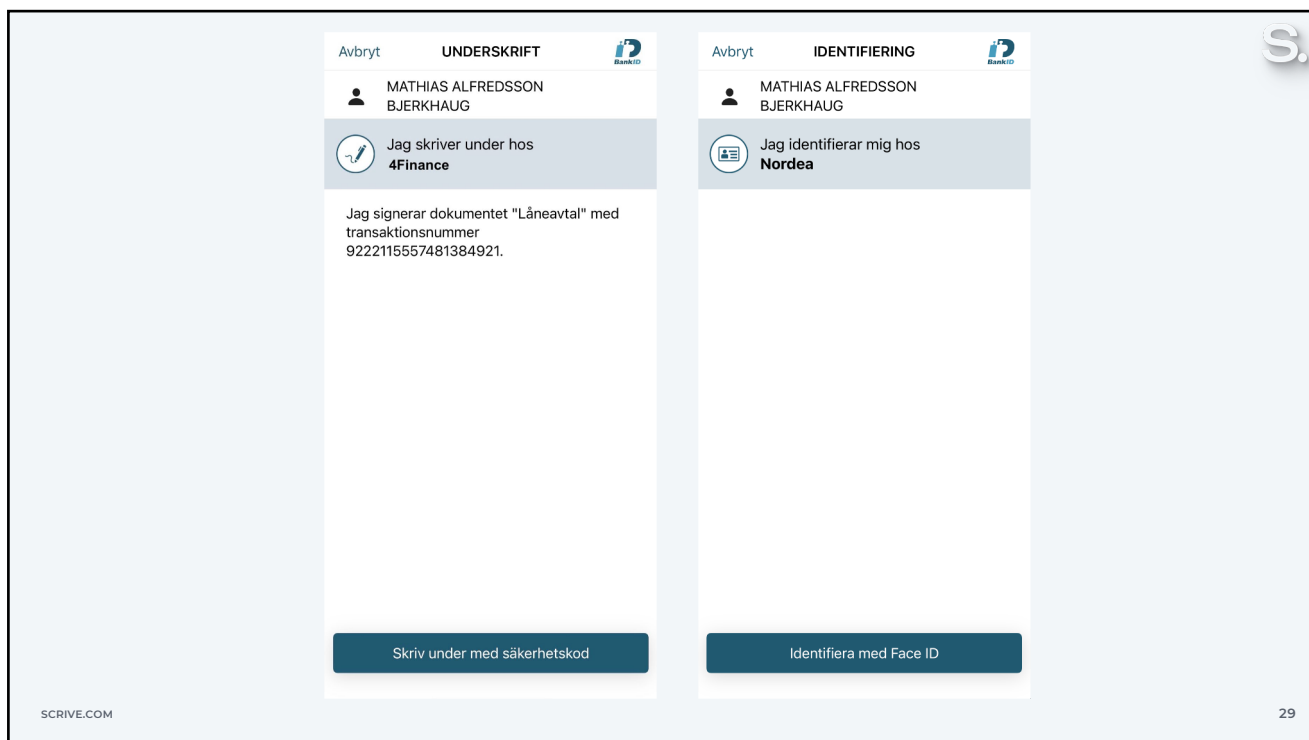 S.
Avbryt
UNDERSKRIFT
BankID
MATHIAS ALFREDSSON
BJERKHAUG
Jag skriver under hos
4Finance
Jag signerar dokumentet "Låneavtal" med
transaktionsnummer
9222115557481384921.
Skriv under med säkerhetskod
Avbryt
IDENTIFIERING
BankID
MATHIAS ALFREDSSON
BJERKHAUG
Jag identifierar mig hos
Nordea
Identifiera med Face ID
SCRIVE.COM
29